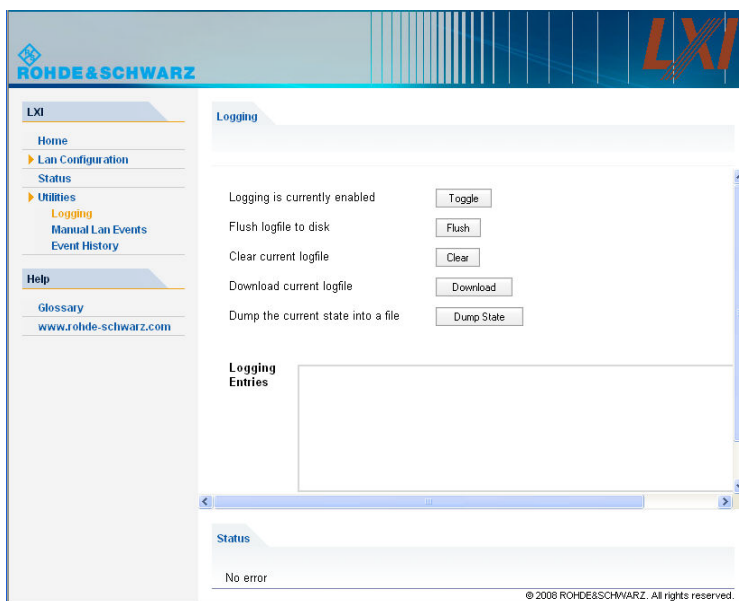 ROHDE&SCHWARZ
LXI
LXI
Home
Lan Configuration
Status
Utilities
Logging
Manual Lan Events
Event History
Help
Glossary
www.rohde-schwarz.com
Logging
Logging is currently enabled Toggle
Flush logfile to disk Flush
Clear current logfile Clear
Download current logfile Download
Dump the current state into a file Dump State
Logging
Entries
Status
No error
© 2008 ROHDE&SCHWARZ. All rights reserved.